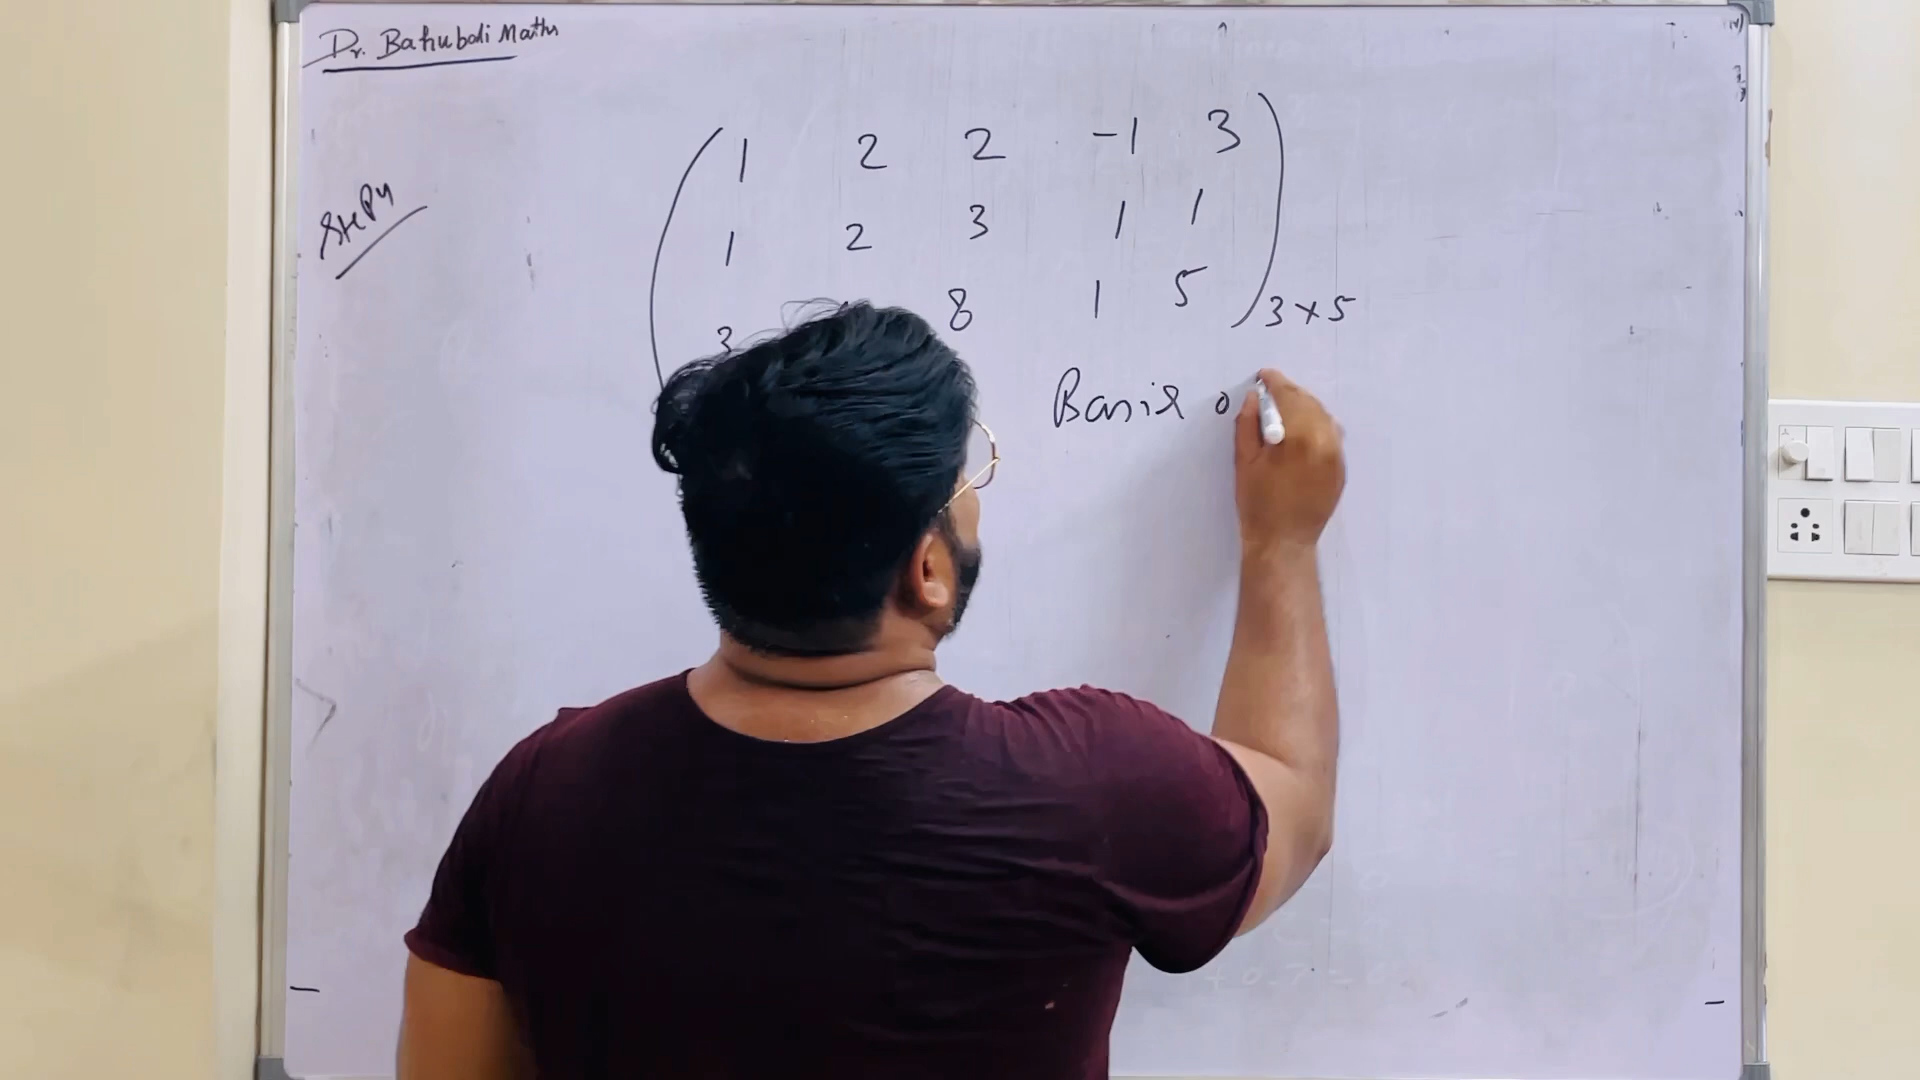 Dr. Bahubali Maths
Step 4
1 2 2 -1 3
1 2 3 1 1
3 8 1 5
3 × 5
Basis o